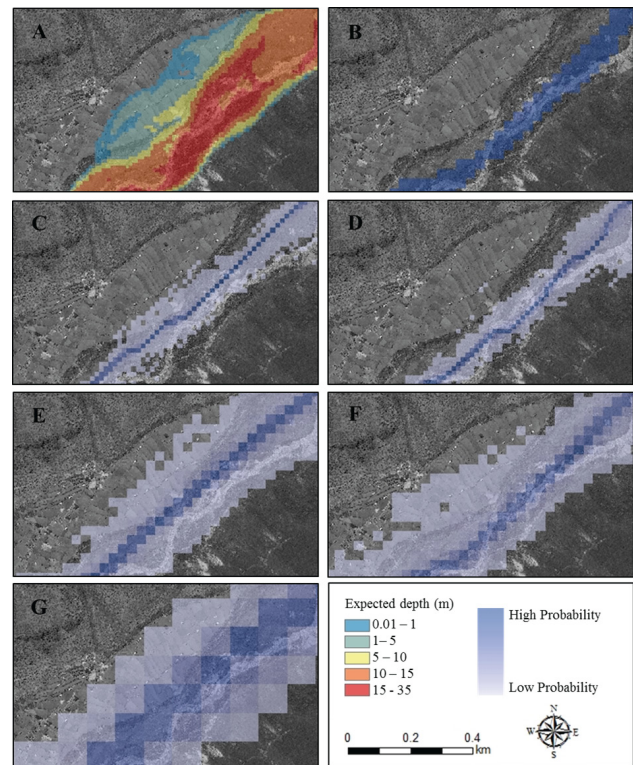 A
B
C
D
E
F
G
Expected depth (m)
0.01 – 1
1– 5
5 – 10
10 – 15
15 - 35
High Probability
Low Probability
0 0.2 0.4
km
N
W E
S